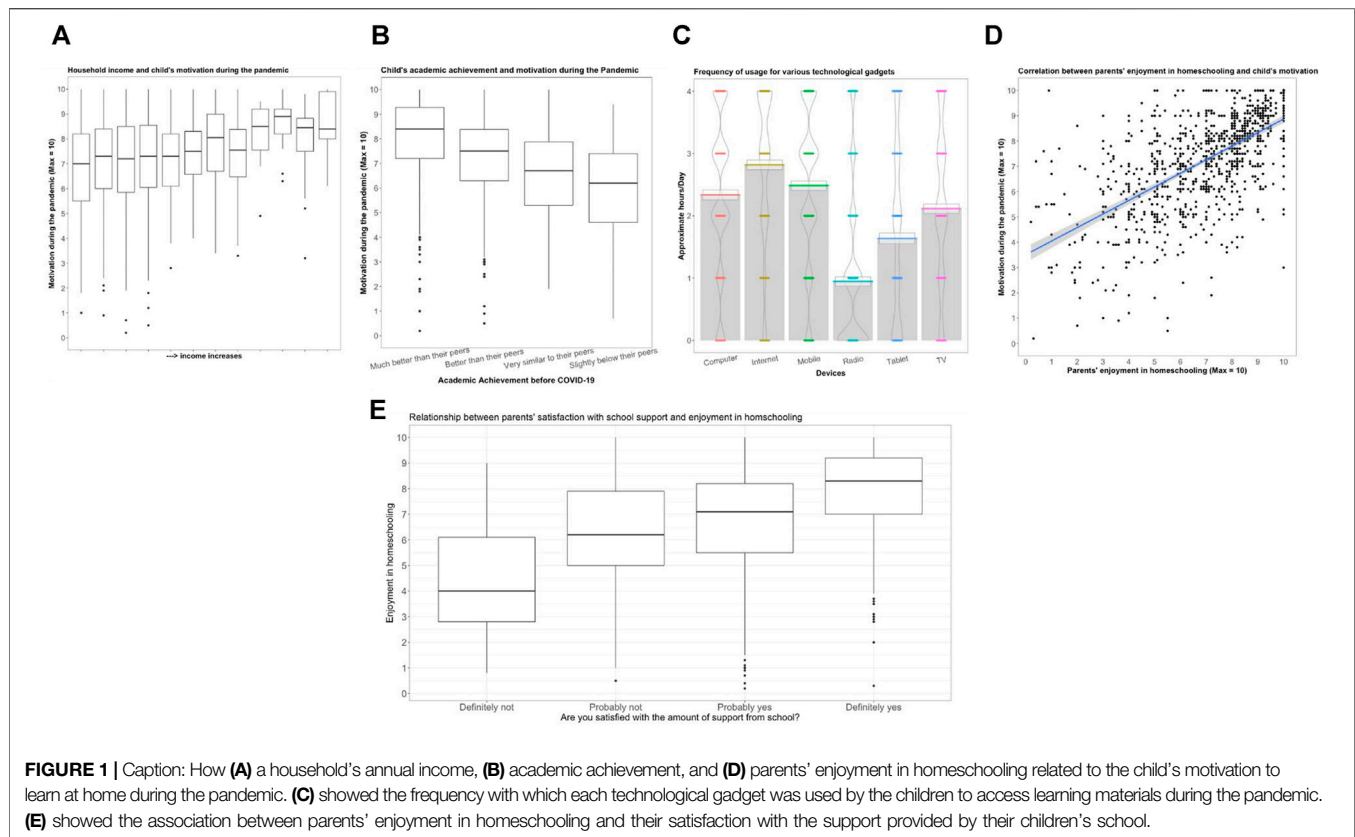 A
B
C
D
Household income and child's motivation during the pandemic
Motivation during the pandemic (Max = 10)
10
9
8
7
6
5
4
3
2
1
0
---> income increases
Child's academic achievement and motivation during the Pandemic
Motivation during the pandemic (Max = 10)
10
9
8
7
6
5
4
3
2
1
0
Much better than their peers
Better than their peers
Very similar to their peers
Slightly below their peers
Academic Achievement before COVID-19
Frequency of usage for various technological gadgets
Approximate hours/Day
4
3
2
1
0
Computer
Internet
Mobile
Radio
Tablet
TV
Devices
Correlation between parents' enjoyment in homeschooling and child's motivation
Motivation during the pandemic (Max = 10)
10
9
8
7
6
5
4
3
2
1
0
0 1 2 3 4 5 6 7 8 9 10
Parents' enjoyment in homeschooling (Max = 10)
E
Relationship between parents' satisfaction with school support and enjoyment in homschooling
Enjoyment in homeschooling
10
9
8
7
6
5
4
3
2
1
0
Definitely not Probably not Probably yes Definitely yes
Are you satisfied with the amount of support from school?
FIGURE 1 | Caption: How (A) a household's annual income, (B) academic achievement, and (D) parents' enjoyment in homeschooling related to the child's motivation to
learn at home during the pandemic. (C) showed the frequency with which each technological gadget was used by the children to access learning materials during the pandemic.
(E) showed the association between parents' enjoyment in homeschooling and their satisfaction with the support provided by their children's school.